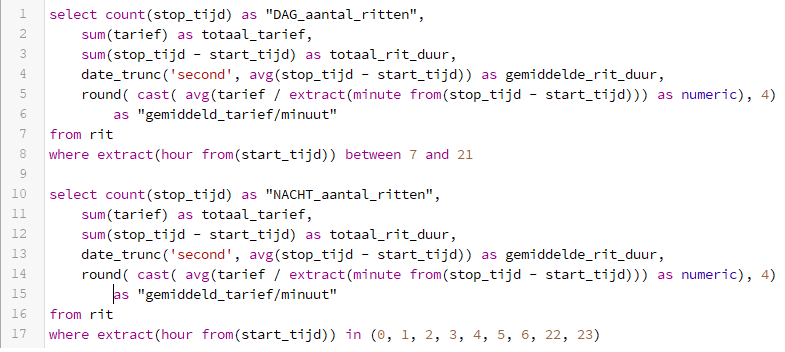 1 select count(stop_tijd) as "DAG_aantal_ritten",
2 sum(tarief) as totaal_tarief,
3 sum(stop_tijd - start_tijd) as totaal_rit_duur,
4 date_trunc('second', avg(stop_tijd - start_tijd)) as gemiddelde_rit_duur,
5 round( cast( avg(tarief / extract(minute from(stop_tijd - start_tijd))) as numeric), 4)
6 as "gemiddeld_tarief/minuut"
7 from rit
8 where extract(hour from(start_tijd)) between 7 and 21
9
10 select count(stop_tijd) as "NACHT_aantal_ritten",
11 sum(tarief) as totaal_tarief,
12 sum(stop_tijd - start_tijd) as totaal_rit_duur,
13 date_trunc('second', avg(stop_tijd - start_tijd)) as gemiddelde_rit_duur,
14 round( cast( avg(tarief / extract(minute from(stop_tijd - start_tijd))) as numeric), 4)
15 as "gemiddeld_tarief/minuut"
16 from rit
17 where extract(hour from(start_tijd)) in (0, 1, 2, 3, 4, 5, 6, 22, 23)